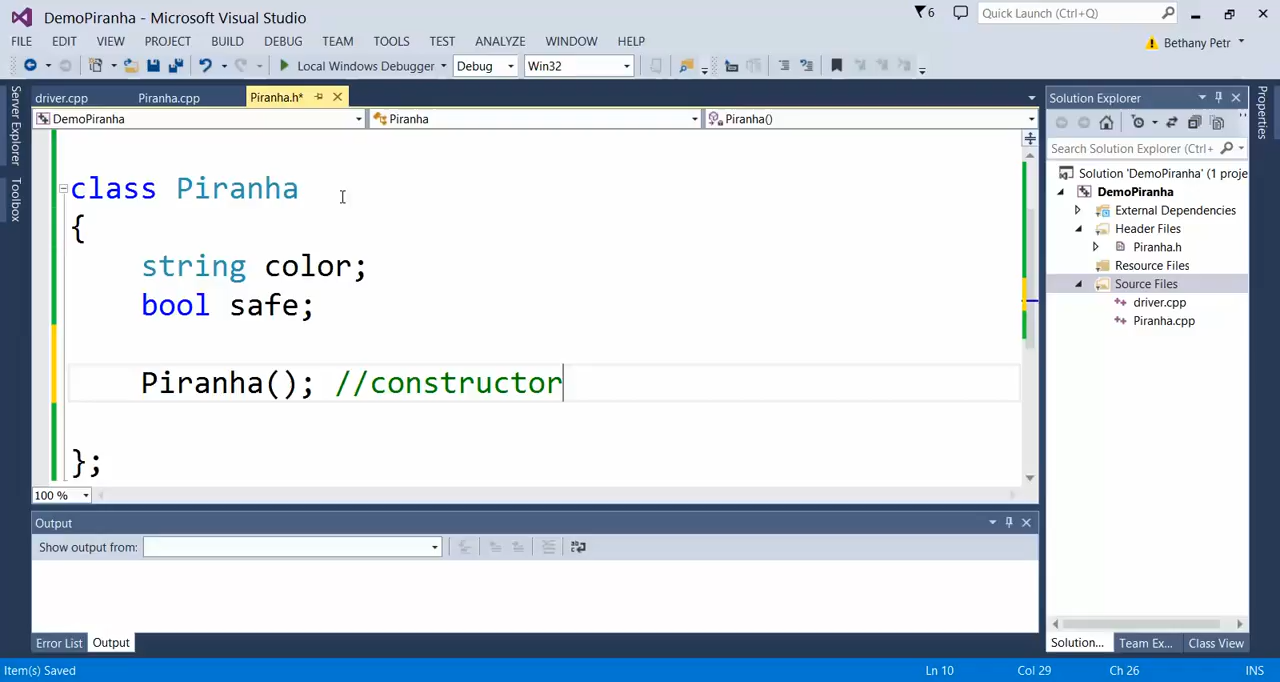 DemoPiranha - Microsoft Visual Studio
6
Quick Launch (Ctrl+Q)
FILE EDIT VIEW PROJECT BUILD DEBUG TEAM TOOLS TEST ANALYZE WINDOW HELP
Bethany Petr
Local Windows Debugger Debug Win32
Server Explorer
Toolbox
driver.cpp Piranha.cpp Piranha.h*
DemoPiranha Piranha Piranha()
class Piranha
{
string color;
bool safe;
Piranha(); //constructor
};
100 %
Output
Show output from:
Error List Output
Solution Explorer
Search Solution Explorer (Ctrl+
Solution 'DemoPiranha' (1 proje
DemoPiranha
External Dependencies
Header Files
Piranha.h
Resource Files
Source Files
driver.cpp
Piranha.cpp
Solution... Team Ex... Class View
Properties
Item(s) Saved Ln 10 Col 29 Ch 26 INS